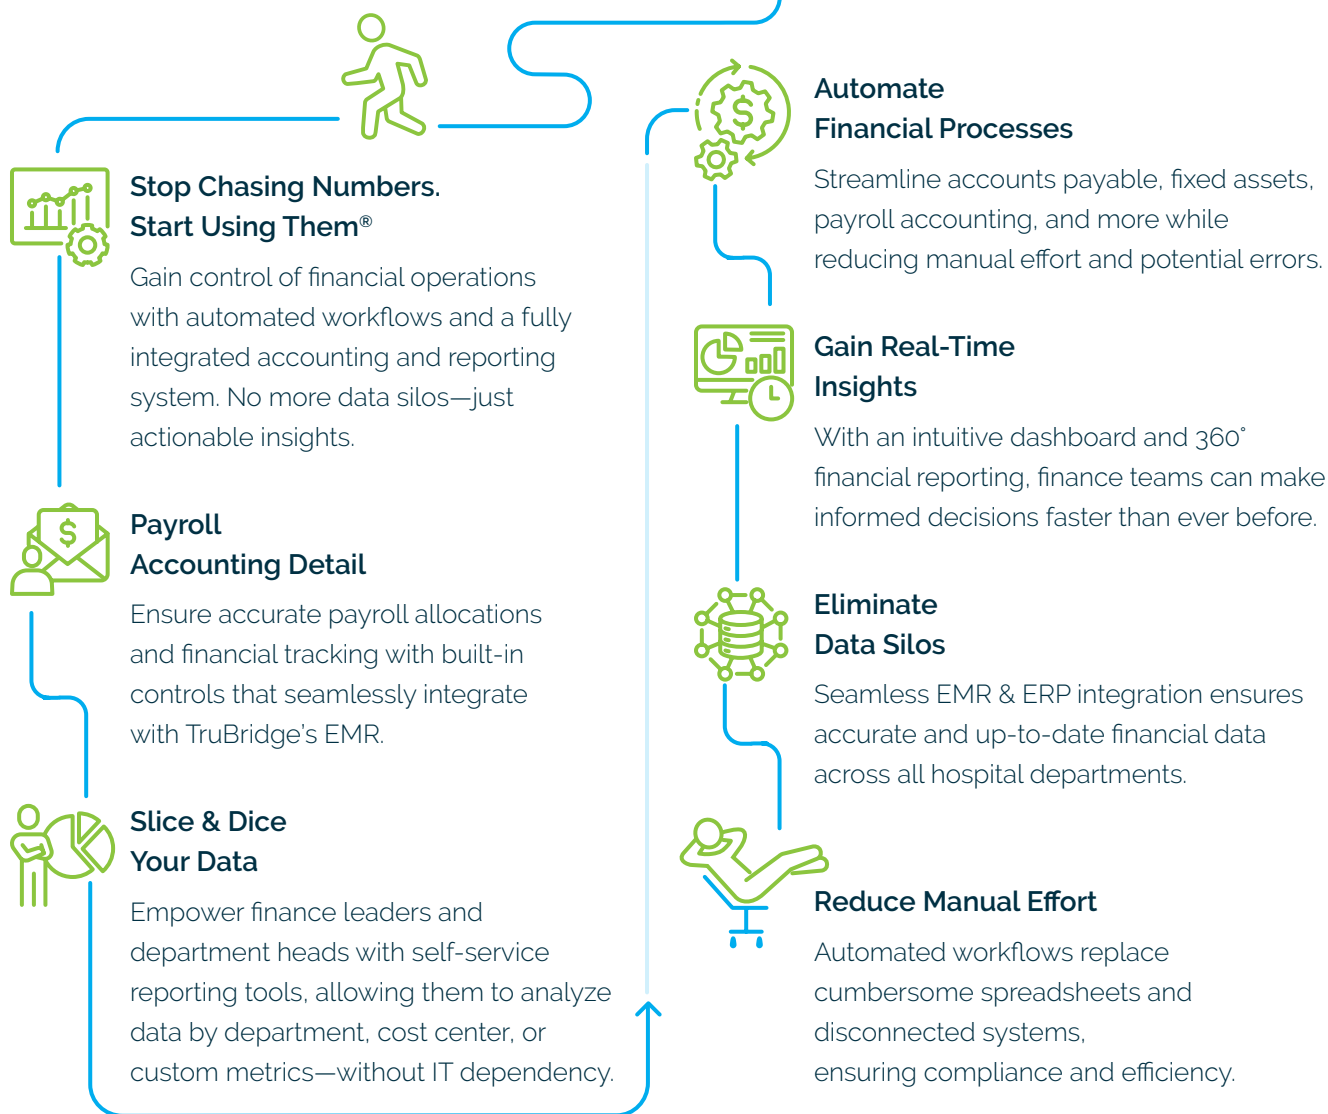 Stop Chasing Numbers.
Start Using Them®
Gain control of financial operations
with automated workflows and a fully
integrated accounting and reporting
system. No more data silos—just
actionable insights.
Payroll
Accounting Detail
Ensure accurate payroll allocations
and financial tracking with built-in
controls that seamlessly integrate
with TruBridge's EMR.
Slice & Dice
Your Data
Empower finance leaders and
department heads with self-service
reporting tools, allowing them to analyze
data by department, cost center, or
custom metrics—without IT dependency.
Automate
Financial Processes
Streamline accounts payable, fixed assets,
payroll accounting, and more while
reducing manual effort and potential errors.
Gain Real-Time
Insights
With an intuitive dashboard and 360°
financial reporting, finance teams can make
informed decisions faster than ever before.
Eliminate
Data Silos
Seamless EMR & ERP integration ensures
accurate and up-to-date financial data
across all hospital departments.
Reduce Manual Effort
Automated workflows replace
cumbersome spreadsheets and
disconnected systems,
ensuring compliance and efficiency.